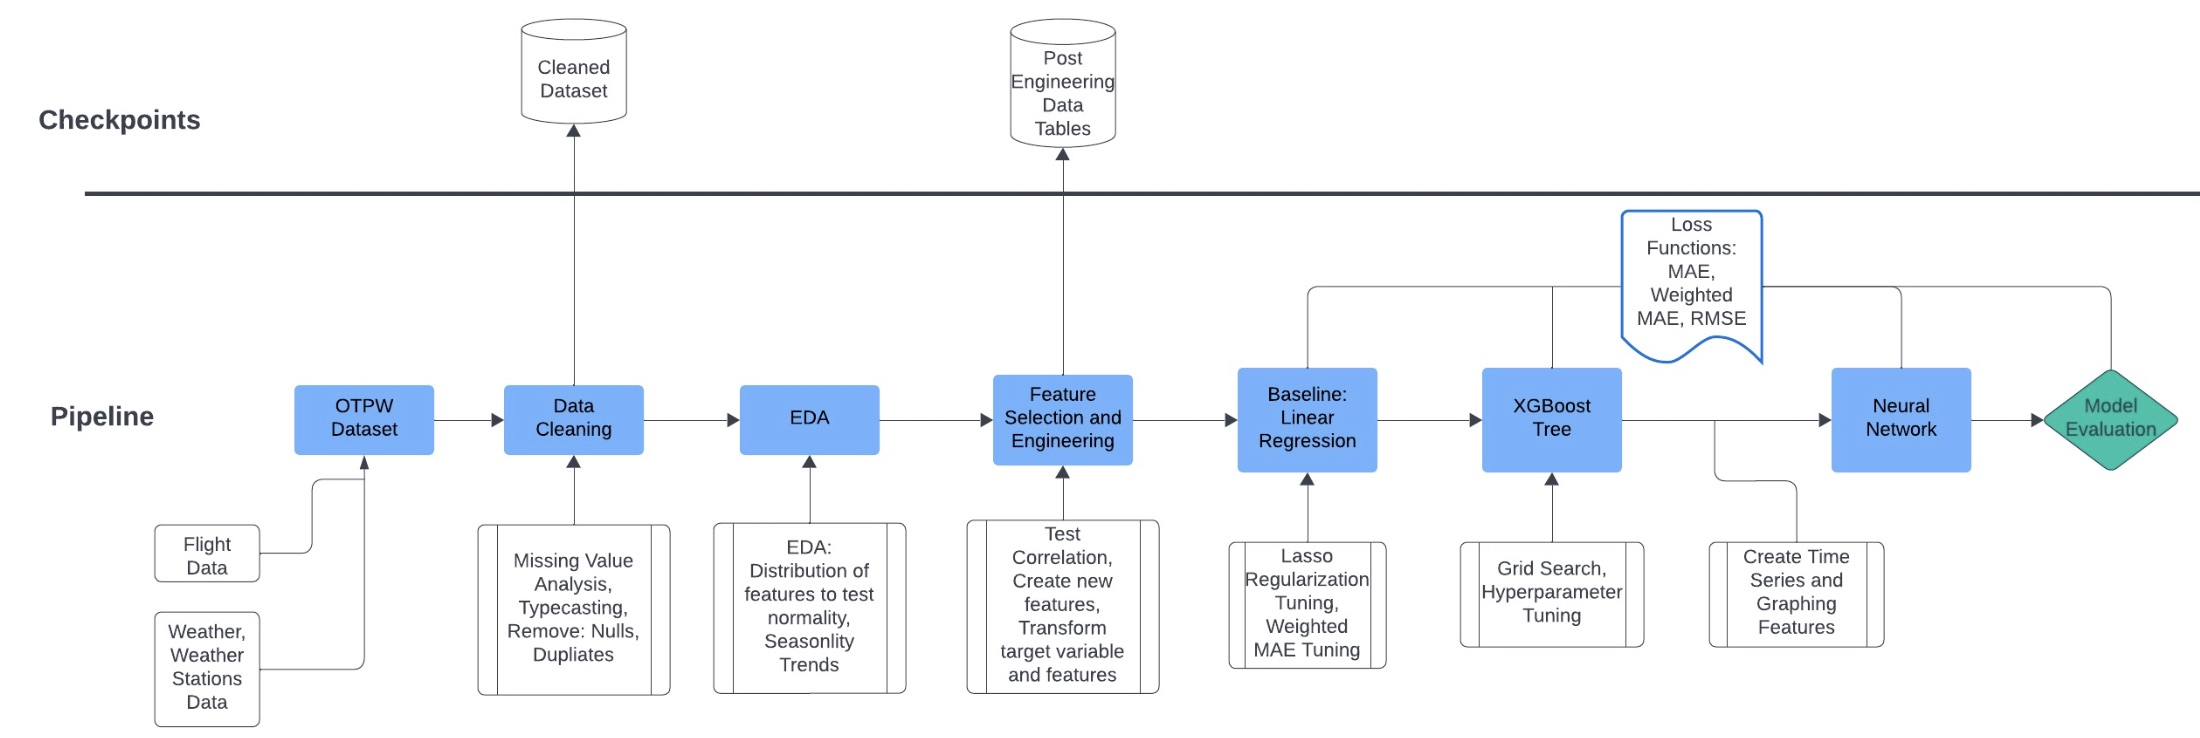 Checkpoints
Cleaned
Dataset
Post
Engineering
Data
Tables
Pipeline
Loss
Functions:
MAE,
Weighted
MAE, RMSE
OTPW
Dataset
Data
Cleaning
EDA
Feature
Selection and
Engineering
Baseline:
Linear
Regression
XGBoost
Tree
Neural
Network
Model
Evaluation
Flight
Data
Weather,
Weather
Stations
Data
Missing Value
Analysis,
Typecasting,
Remove: Nulls,
Dupliates
EDA:
Distribution of
features to test
normality,
Seasonlity
Trends
Test
Correlation,
Create new
features,
Transform
target variable
and features
Lasso
Regularization
Tuning,
Weighted
MAE Tuning
Grid Search,
Hyperparameter
Tuning
Create Time
Series and
Graphing
Features